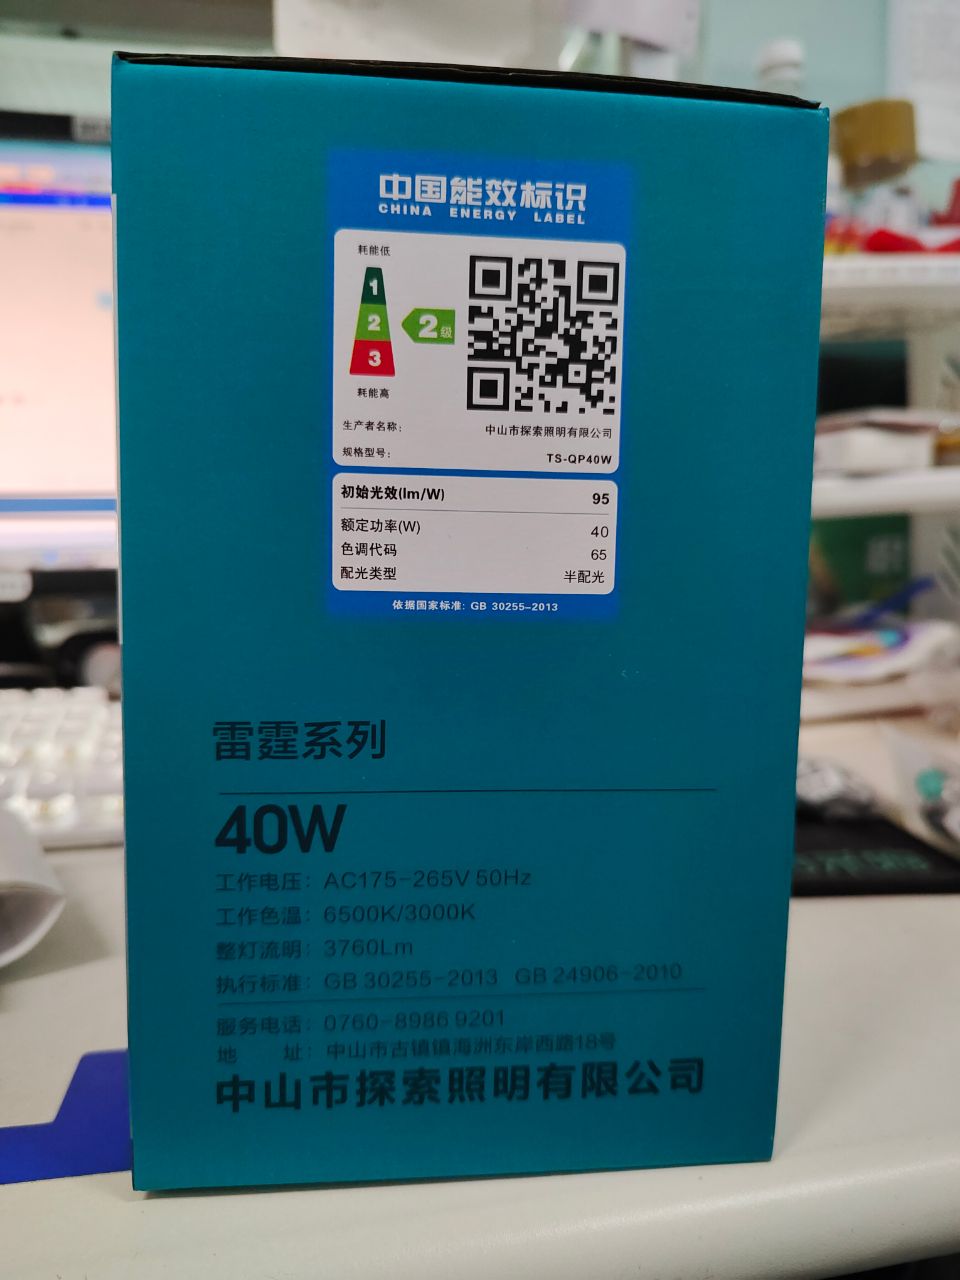 中国能效标识
CHINA ENERGY LABEL
耗能低
1
2
3
2级
耗能高
生产者名称: 中山市探索照明有限公司
规格型号: TS-QP40W
初始光效(lm/W) 95
额定功率(W) 40
色调代码 65
配光类型 半配光
依据国家标准: GB 30255-2013
雷霆系列
40W
工作电压: AC175-265V 50Hz
工作色温: 6500K/3000K
整灯流明: 3760Lm
执行标准: GB 30255-2013 GB 24906-2010
服务电话: 0760-8986 9201
地 址: 中山市古镇镇海洲东岸西路18号
中山市探索照明有限公司